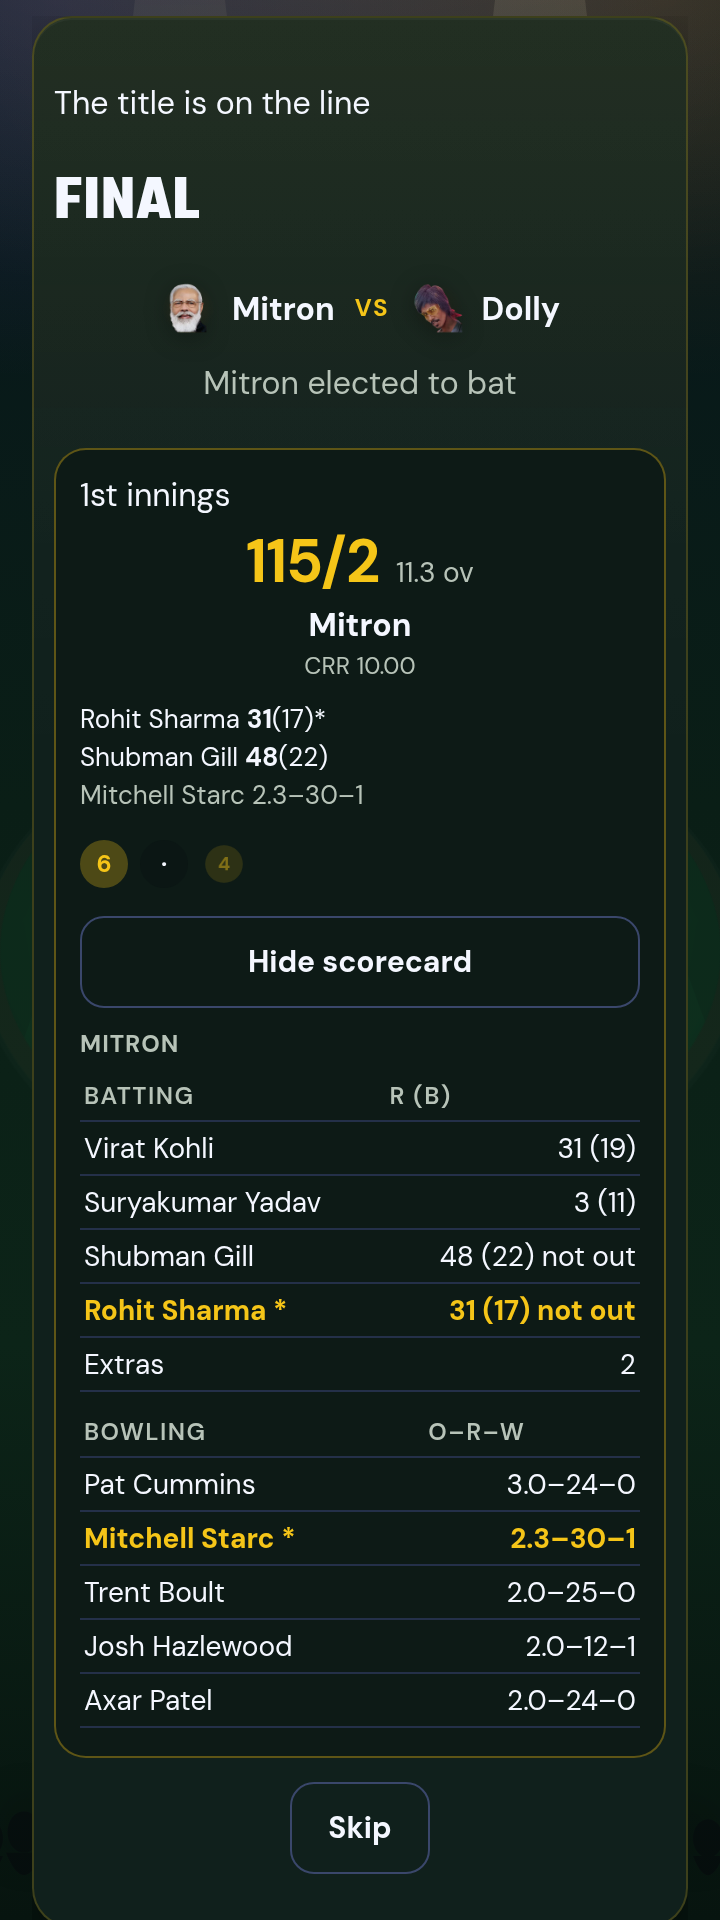 The title is on the line
FINAL
Mitron VS Dolly
Mitron elected to bat
1st innings
115/2 11.3 ov
Mitron
CRR 10.00
Rohit Sharma 31(17)*
Shubman Gill 48(22)
Mitchell Starc 2.3–30–1
6 · 4
Hide scorecard
MITRON
BATTING R (B)
Virat Kohli 31 (19)
Suryakumar Yadav 3 (11)
Shubman Gill 48 (22) not out
Rohit Sharma * 31 (17) not out
Extras 2
BOWLING O–R–W
Pat Cummins 3.0–24–0
Mitchell Starc * 2.3–30–1
Trent Boult 2.0–25–0
Josh Hazlewood 2.0–12–1
Axar Patel 2.0–24–0
Skip